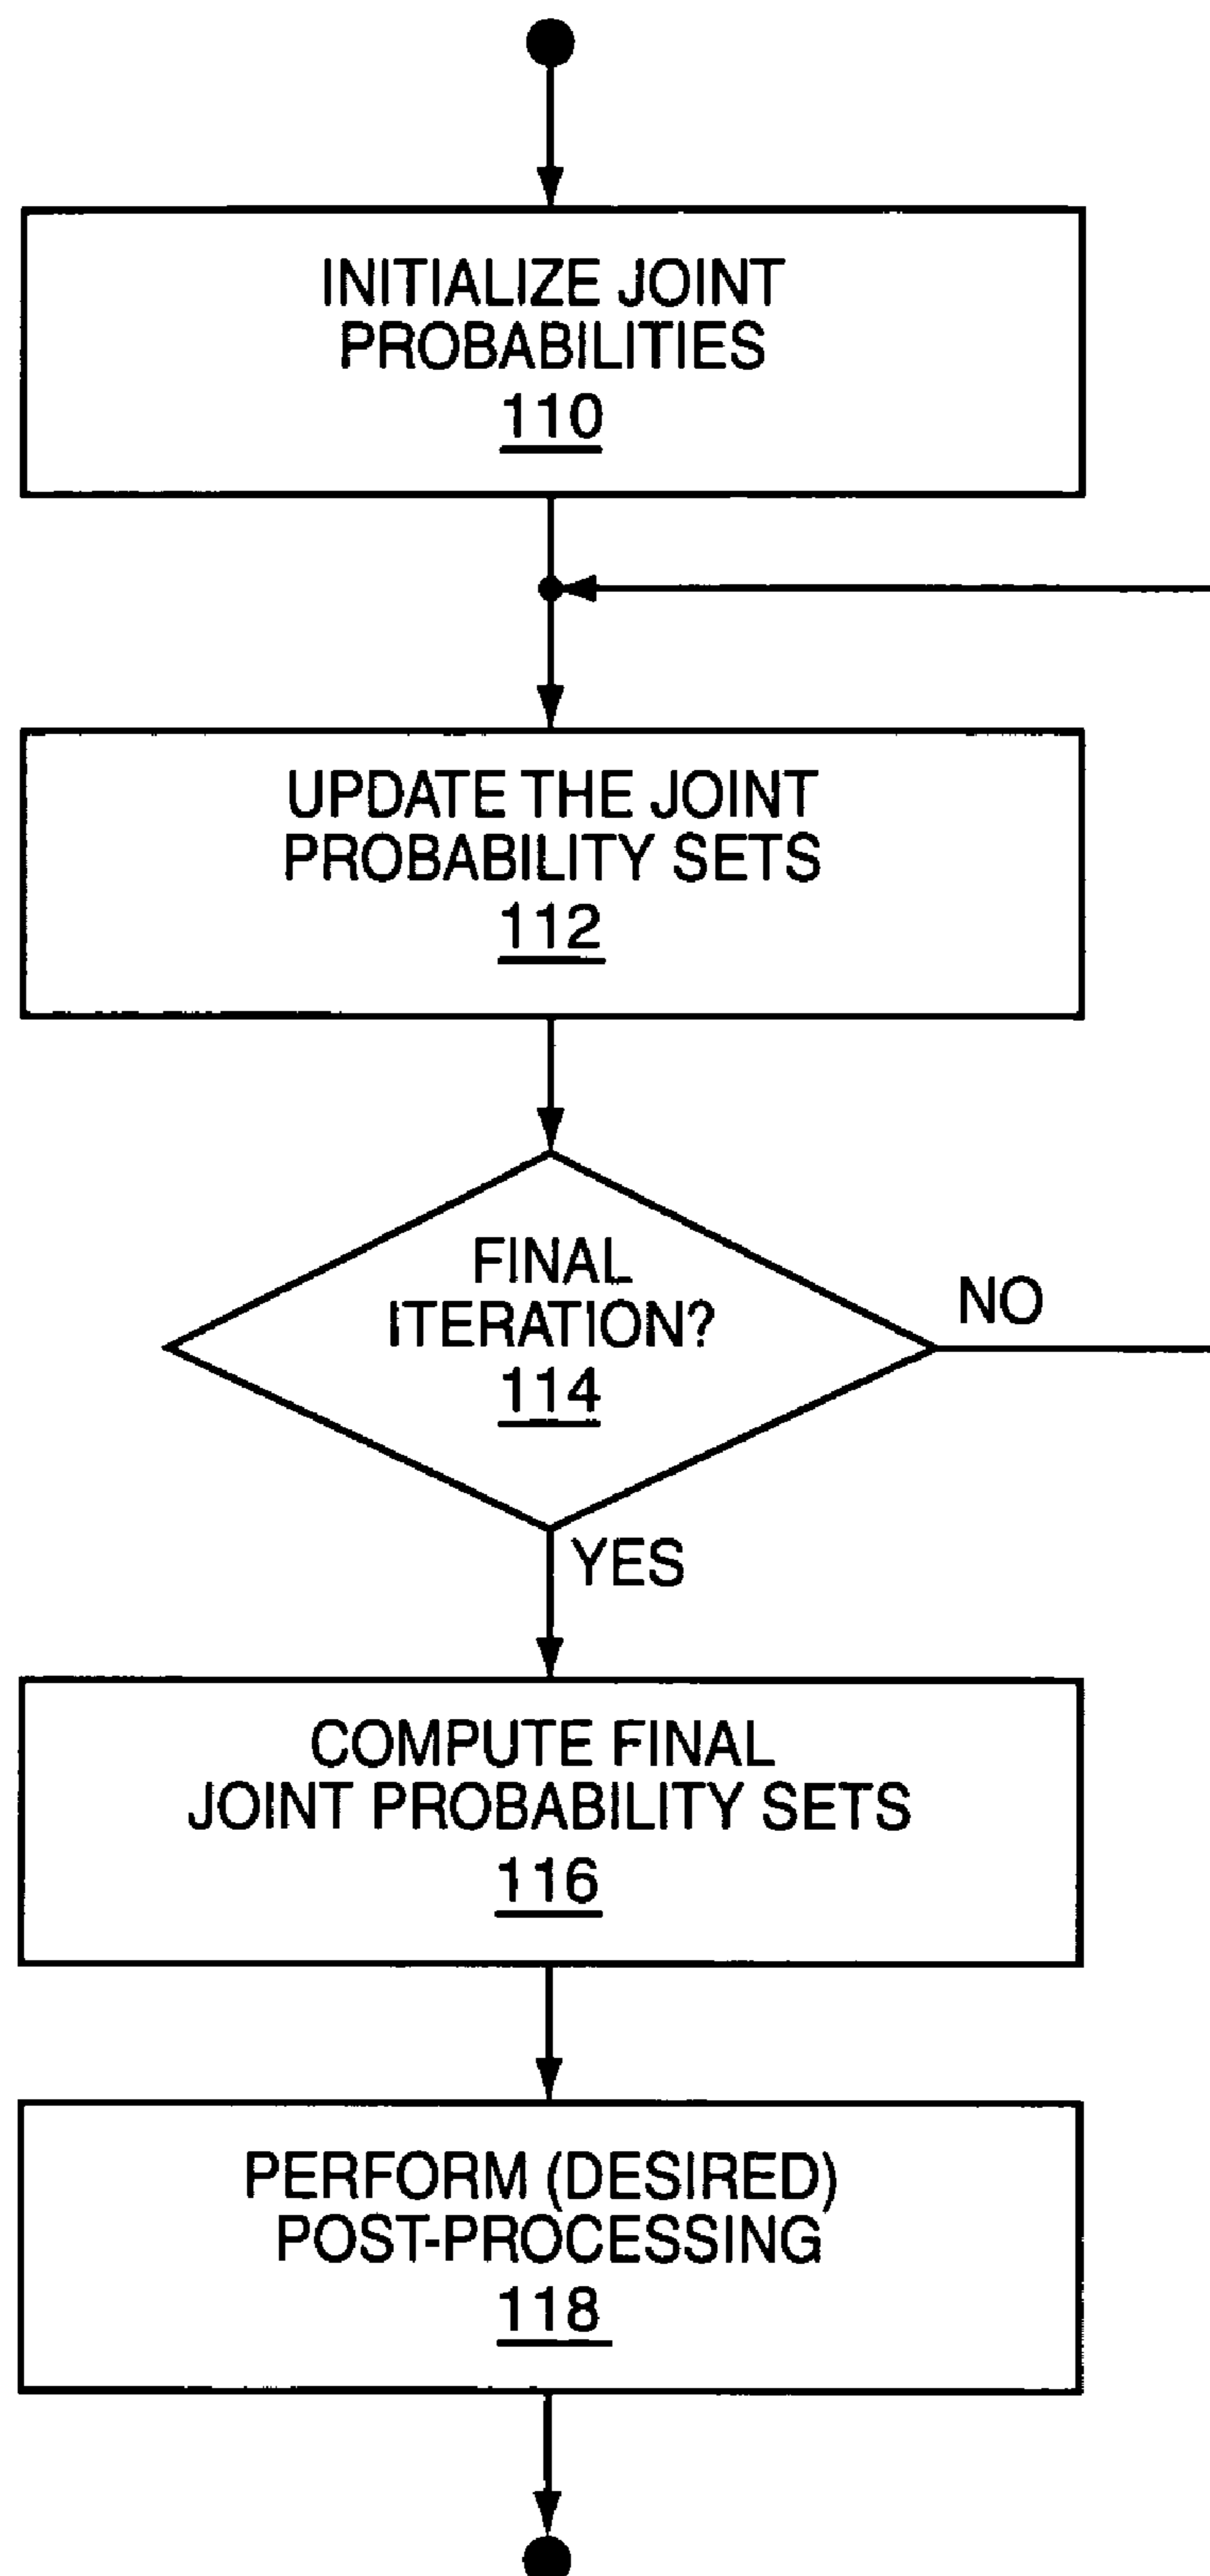 INITIALIZE JOINT
PROBABILITIES
110
UPDATE THE JOINT
PROBABILITY SETS
112
FINAL
ITERATION?
114
NO
YES
COMPUTE FINAL
JOINT PROBABILITY SETS
116
PERFORM (DESIRED)
POST-PROCESSING
118